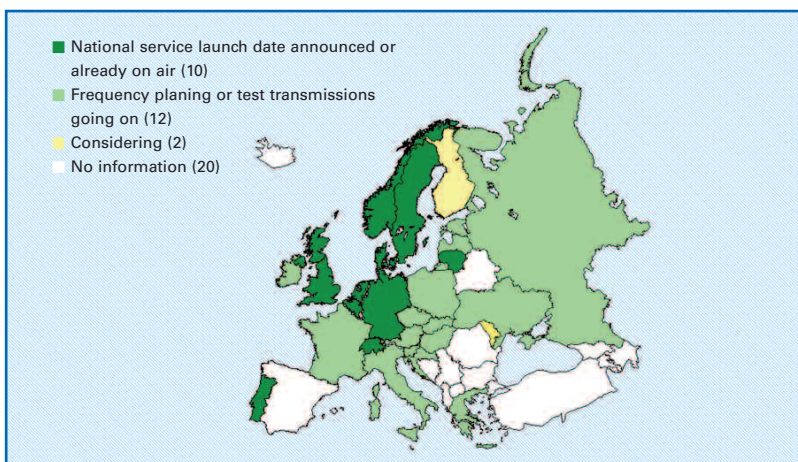 National service launch date announced or
already on air (10)
Frequency planing or test transmissions
going on (12)
Considering (2)
No information (20)